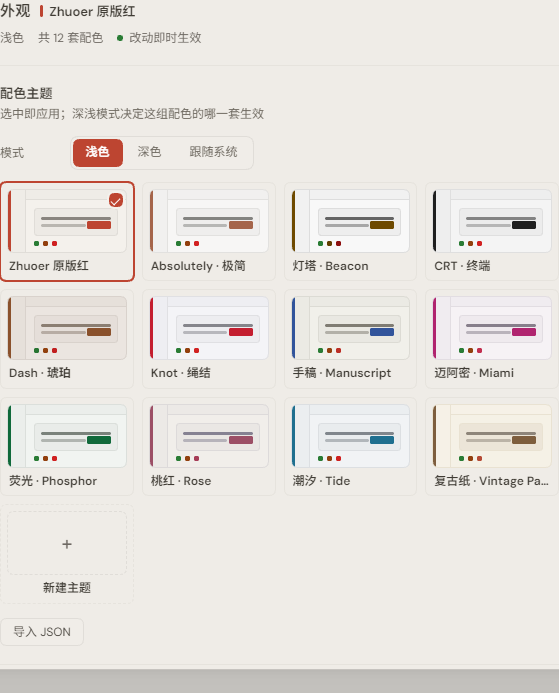 外观 Zhuoer 原版红
浅色 共 12 套配色 改动即时生效
配色主题
选中即应用；深浅模式决定这组配色的哪一套生效
模式 浅色 深色 跟随系统
Zhuoer 原版红 Absolutely · 极简 灯塔 · Beacon CRT · 终端
Dash · 琥珀 Knot · 绳结 手稿 · Manuscript 迈阿密 · Miami
荧光 · Phosphor 桃红 · Rose 潮汐 · Tide 复古纸 · Vintage Pa...
+
新建主题
导入 JSON